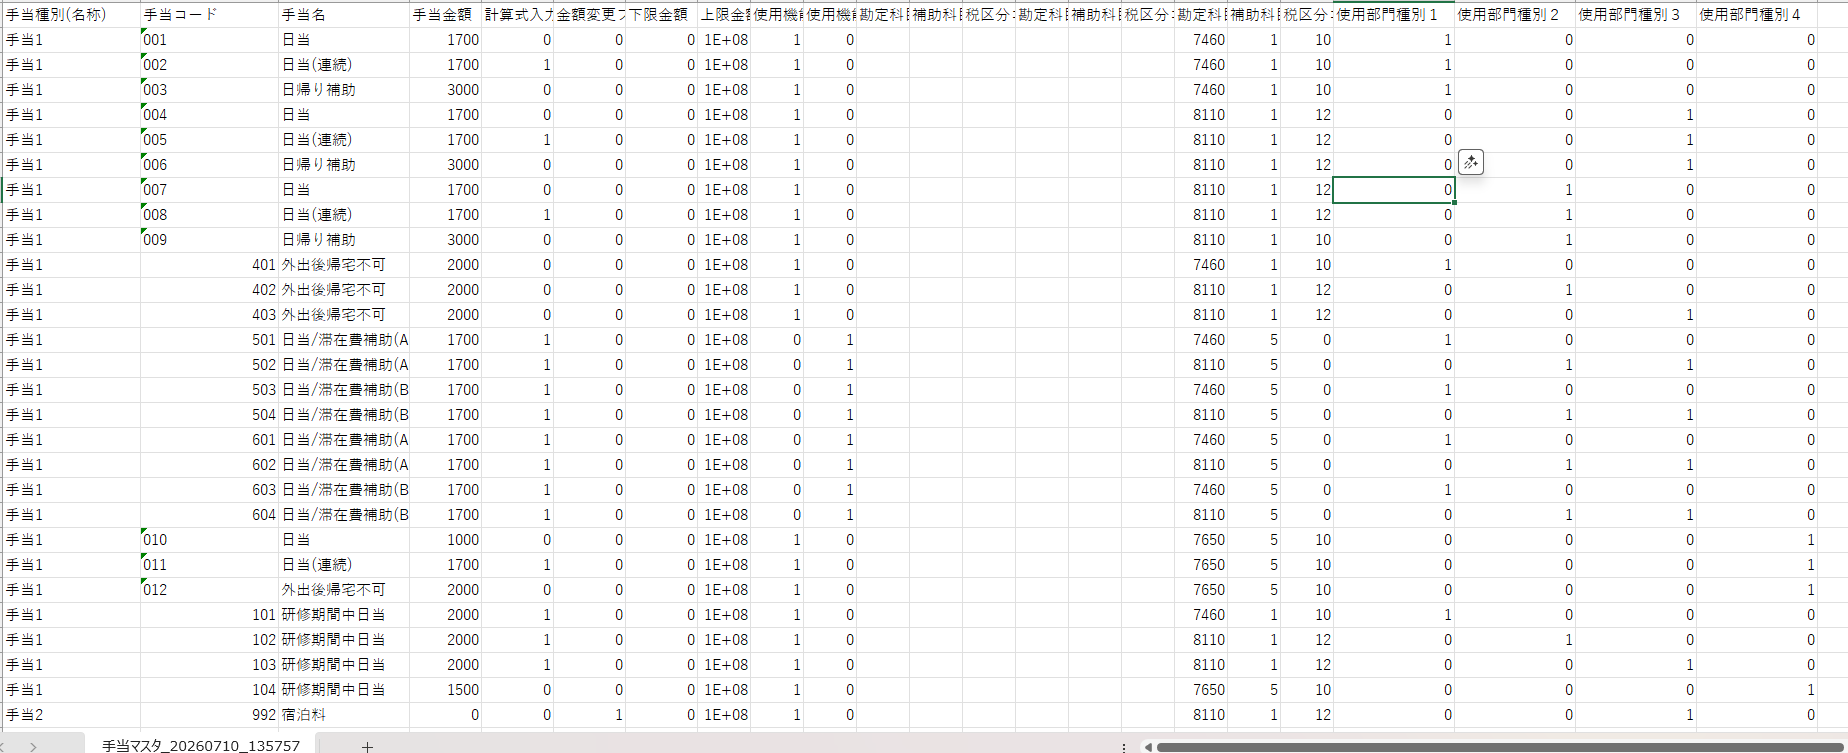 手当種別(名称) 手当コード 手当名 手当金額 計算式入力 金額変更フ 下限金額 上限金額 使用機能 使用機能 勘定科目 補助科目 税区分コ 勘定科目 補助科目 税区分コ 勘定科目 補助科目 税区分コ 使用部門種別1 使用部門種別2 使用部門種別3 使用部門種別4
手当1 001 日当 1700 0 0 0 1E+08 1 0 7460 1 10 1 0 0 0
手当1 002 日当(連続) 1700 1 0 0 1E+08 1 0 7460 1 10 1 0 0 0
手当1 003 日帰り補助 3000 0 0 0 1E+08 1 0 7460 1 10 1 0 0 0
手当1 004 日当 1700 0 0 0 1E+08 1 0 8110 1 12 0 0 1 0
手当1 005 日当(連続) 1700 1 0 0 1E+08 1 0 8110 1 12 0 0 1 0
手当1 006 日帰り補助 3000 0 0 0 1E+08 1 0 8110 1 12 0 0 1 0
手当1 007 日当 1700 0 0 0 1E+08 1 0 8110 1 12 0 1 0 0
手当1 008 日当(連続) 1700 1 0 0 1E+08 1 0 8110 1 12 0 1 0 0
手当1 009 日帰り補助 3000 0 0 0 1E+08 1 0 8110 1 10 0 1 0 0
手当1 401 外出後帰宅不可 2000 0 0 0 1E+08 1 0 7460 1 10 1 0 0 0
手当1 402 外出後帰宅不可 2000 0 0 0 1E+08 1 0 8110 1 12 0 1 0 0
手当1 403 外出後帰宅不可 2000 0 0 0 1E+08 1 0 8110 1 12 0 0 1 0
手当1 501 日当/滞在費補助(A 1700 1 0 0 1E+08 0 1 7460 5 0 1 0 0 0
手当1 502 日当/滞在費補助(A 1700 1 0 0 1E+08 0 1 8110 5 0 0 1 1 0
手当1 503 日当/滞在費補助(B 1700 1 0 0 1E+08 0 1 7460 5 0 1 0 0 0
手当1 504 日当/滞在費補助(B 1700 1 0 0 1E+08 0 1 8110 5 0 0 1 1 0
手当1 601 日当/滞在費補助(A 1700 1 0 0 1E+08 0 1 7460 5 0 1 0 0 0
手当1 602 日当/滞在費補助(A 1700 1 0 0 1E+08 0 1 8110 5 0 0 1 1 0
手当1 603 日当/滞在費補助(B 1700 1 0 0 1E+08 0 1 7460 5 0 1 0 0 0
手当1 604 日当/滞在費補助(B 1700 1 0 0 1E+08 0 1 8110 5 0 0 1 1 0
手当1 010 日当 1000 0 0 0 1E+08 1 0 7650 5 10 0 0 0 1
手当1 011 日当(連続) 1700 1 0 0 1E+08 1 0 7650 5 10 0 0 0 1
手当1 012 外出後帰宅不可 2000 0 0 0 1E+08 1 0 7650 5 10 0 0 0 1
手当1 101 研修期間中日当 2000 1 0 0 1E+08 1 0 7460 1 10 1 0 0 0
手当1 102 研修期間中日当 2000 1 0 0 1E+08 1 0 8110 1 12 0 1 0 0
手当1 103 研修期間中日当 2000 1 0 0 1E+08 1 0 8110 1 12 0 0 1 0
手当1 104 研修期間中日当 1500 0 0 0 1E+08 1 0 7650 5 10 0 0 0 1
手当2 992 宿泊料 0 0 1 0 1E+08 1 0 8110 1 12 0 0 1 0
手当マスタ_20260710_135757